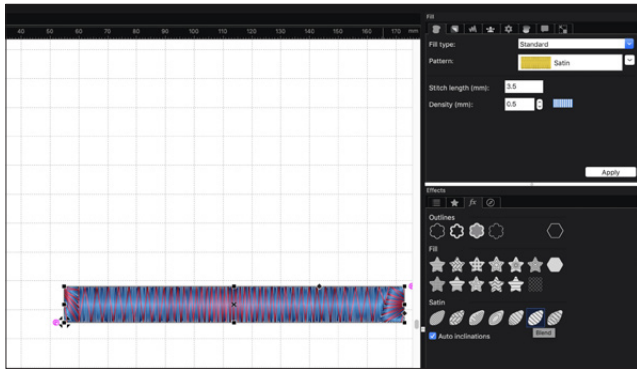 40 50 60 70 80 90 100 110 120 130 140 150 160 170 mm
Fill
Fill type: Standard
Pattern: Satin
Stitch length (mm): 3.5
Density (mm): 0.5
Apply
Effects
fx
Outlines
Fill
Satin
Auto inclinations
Blend